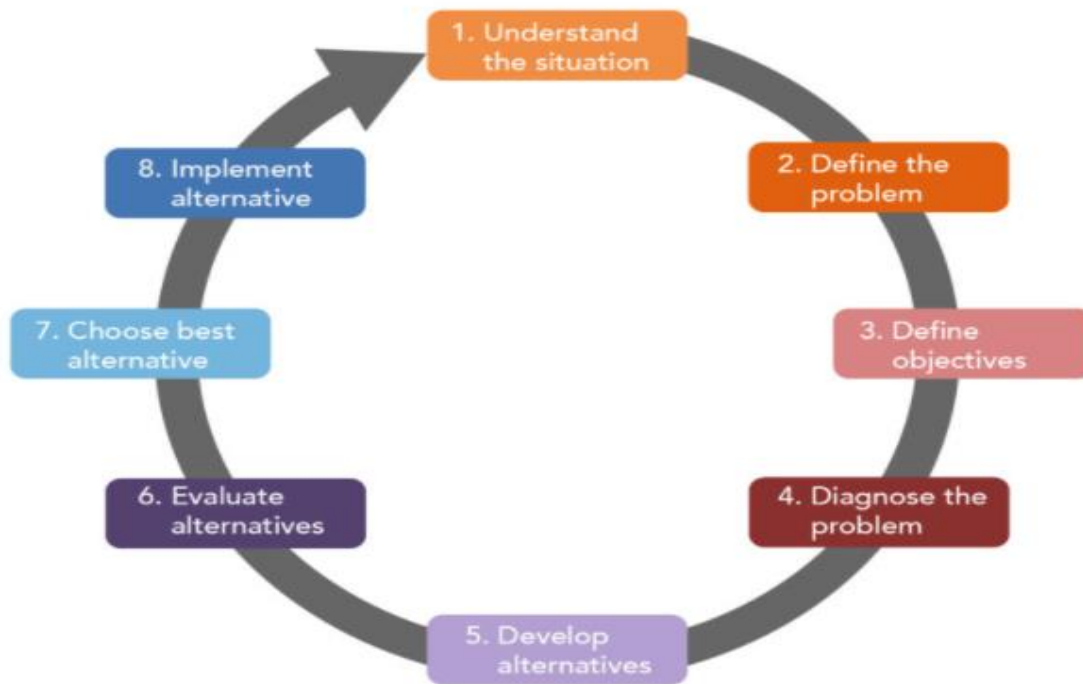 1. Understand
the situation
2. Define the
problem
3. Define
objectives
4. Diagnose the
problem
5. Develop
alternatives
6. Evaluate
alternatives
7. Choose best
alternative
8. Implement
alternative